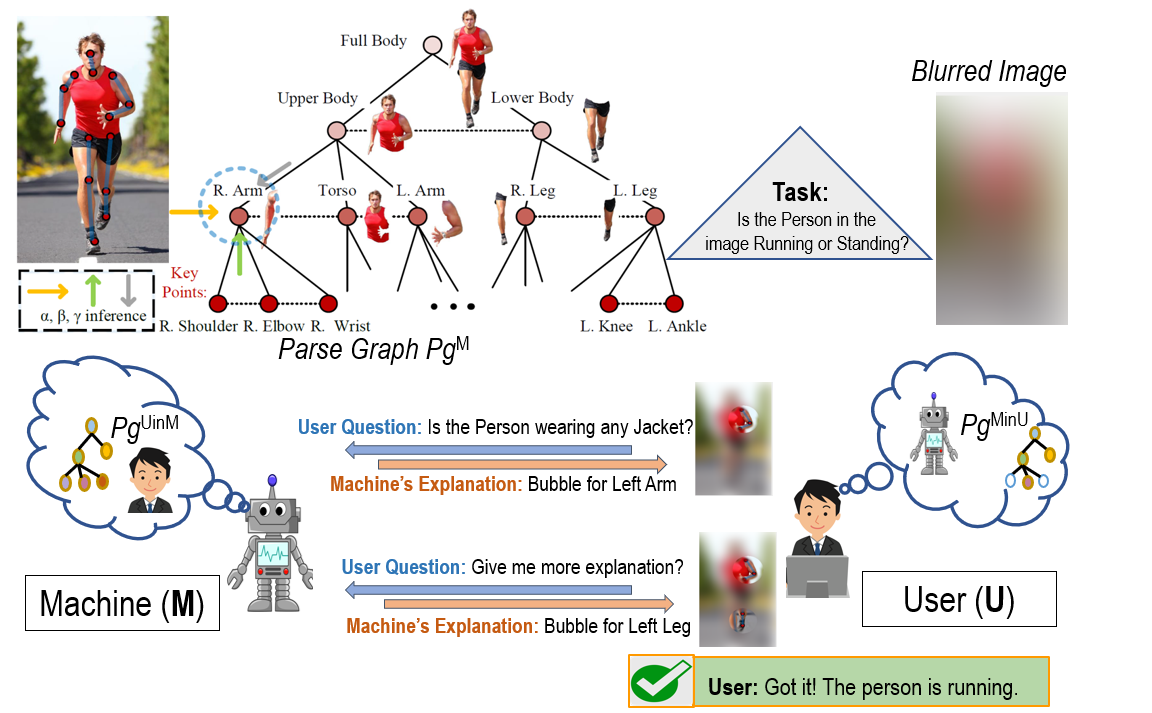 Full Body
Upper Body
Lower Body
R. Arm
Torso
L. Arm
R. Leg
L. Leg
Key
Points:
R. Shoulder
R. Elbow
R. Wrist
L. Knee
L. Ankle
α, β, γ inference
Parse Graph Pg^M
Task:
Is the Person in the
image Running or Standing?
Blurred Image
Pg^UinM
Machine (M)
User Question: Is the Person wearing any Jacket?
Machine’s Explanation: Bubble for Left Arm
User Question: Give me more explanation?
Machine’s Explanation: Bubble for Left Leg
Pg^MinU
User (U)
User: Got it! The person is running.